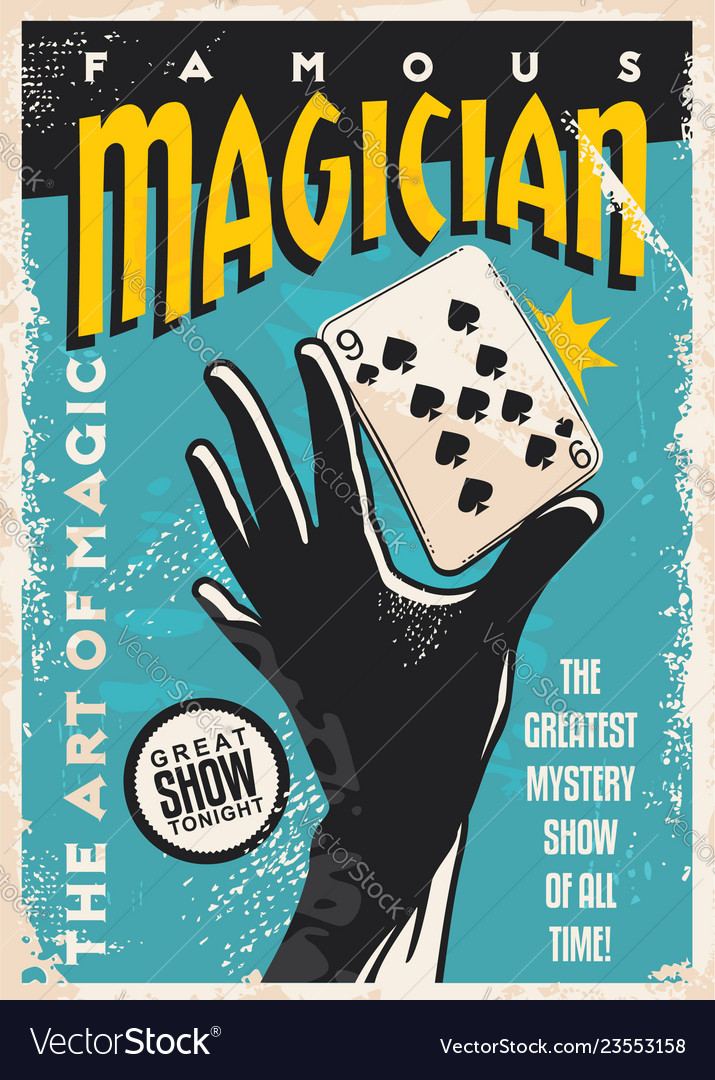 FAMOUS
MAGICIAN
THE ART OF MAGIC
9
9
GREAT
SHOW
TONIGHT
THE
GREATEST
MYSTERY
SHOW
OF ALL
TIME!
VectorStock®
VectorStock.com/23553158